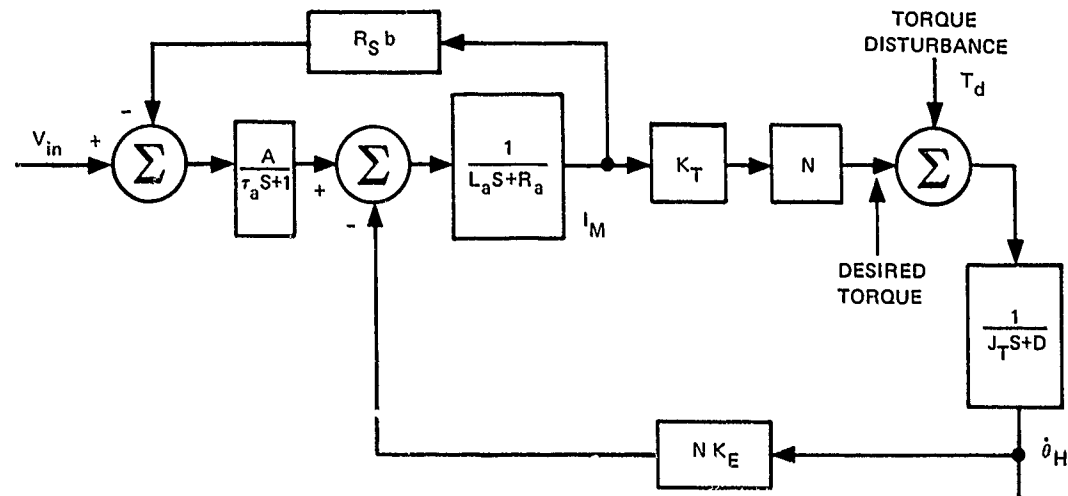 R_S b
TORQUE
DISTURBANCE
T_d
-
V_in
+
Σ
A
τ_a S+1
+
-
Σ
1
L_a S+R_a
I_M
K_T
N
Σ
DESIRED
TORQUE
1
J_T S+D
N K_E
θ̇_H